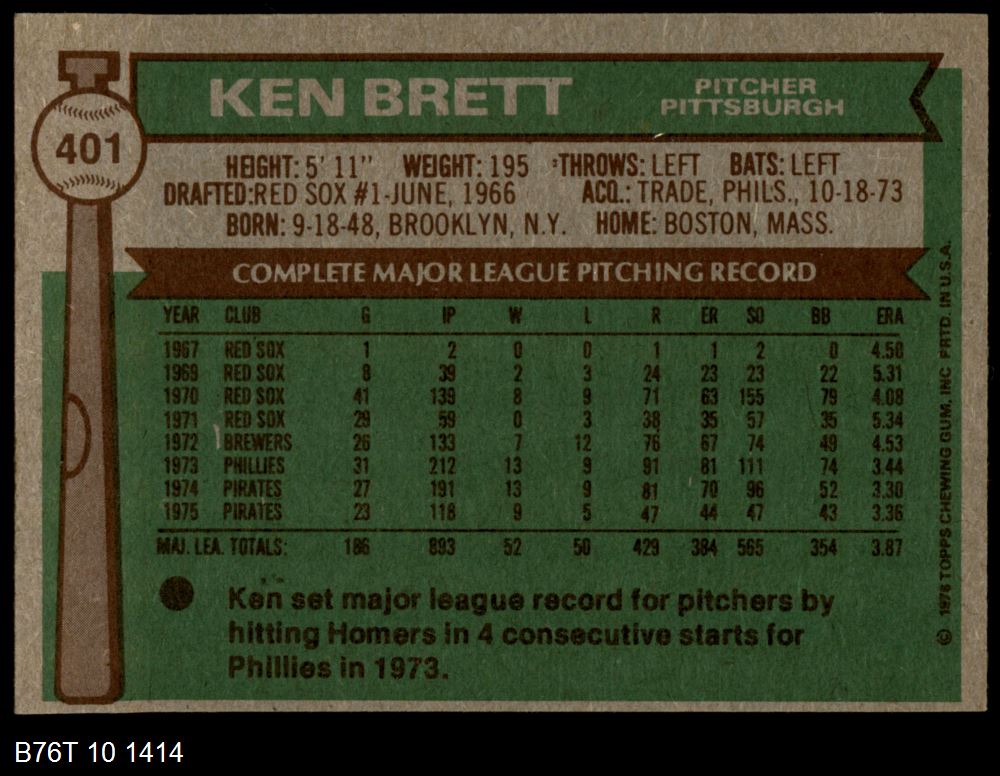 KEN BRETT
PITCHER
PITTSBURGH
401
HEIGHT: 5' 11" WEIGHT: 195 THROWS: LEFT BATS: LEFT
DRAFTED: RED SOX #1-JUNE, 1966 ACQ.: TRADE, PHILS., 10-18-73
BORN: 9-18-48, BROOKLYN, N.Y. HOME: BOSTON, MASS.
COMPLETE MAJOR LEAGUE PITCHING RECORD
YEAR CLUB G IP W L R ER SO BB ERA
1967 RED SOX 1 2 0 0 1 1 2 0 4.50
1969 RED SOX 8 39 2 3 24 23 23 22 5.31
1970 RED SOX 41 139 8 9 71 63 155 79 4.08
1971 RED SOX 29 59 0 3 38 35 57 35 5.34
1972 BREWERS 26 133 7 12 76 67 74 49 4.53
1973 PHILLIES 31 212 13 9 91 81 111 74 3.44
1974 PIRATES 27 191 13 9 81 70 96 52 3.30
1975 PIRATES 23 118 9 5 47 44 47 43 3.36
MAJ. LEA. TOTALS: 186 893 52 50 429 384 565 354 3.87
Ken set major league record for pitchers by
hitting Homers in 4 consecutive starts for
Phillies in 1973.
© 1976 TOPPS CHEWING GUM, INC PRTD. IN U.S.A.
B76T 10 1414